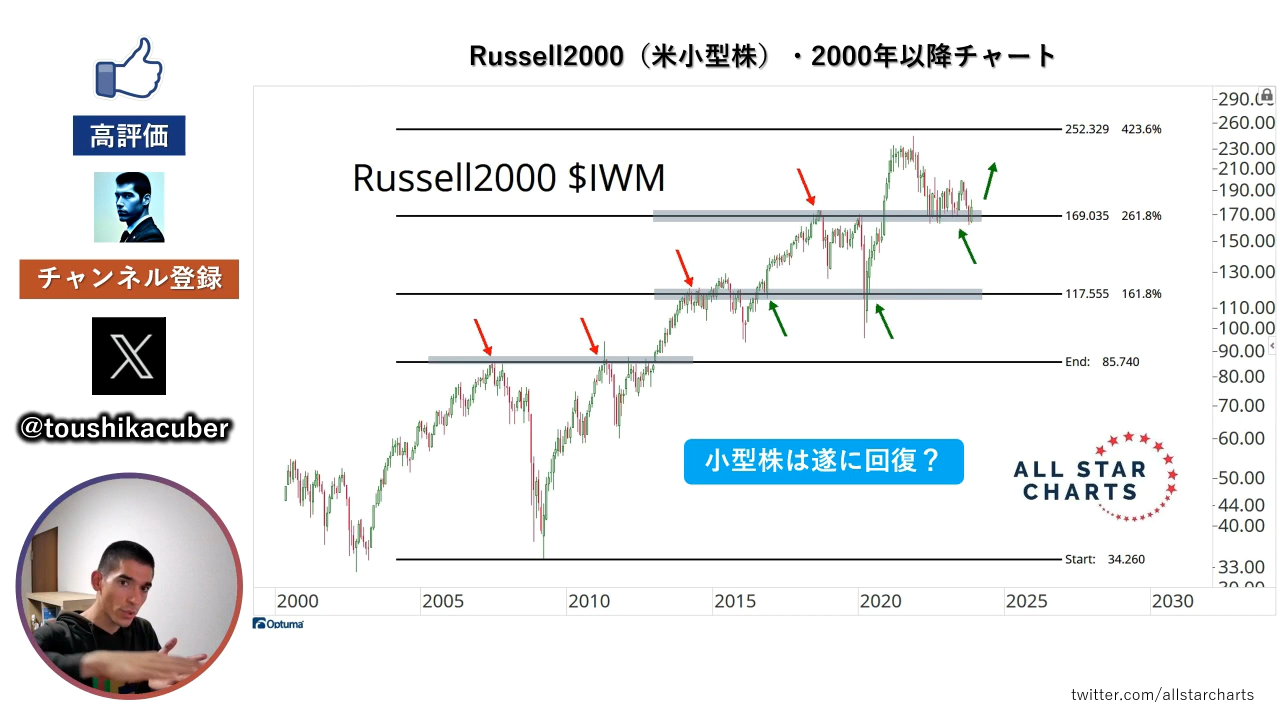 Russell2000（米小型株）・2000年以降チャート
高評価
チャンネル登録
@toushikacuber
Russell2000 $IWM
252.329 423.6%
169.035 261.8%
117.555 161.8%
End: 85.740
Start: 34.260
小型株は遂に回復？
ALL STAR
CHARTS
290.00
260.00
230.00
210.00
190.00
170.00
150.00
130.00
110.00
100.00
90.00
80.00
70.00
60.00
50.00
44.00
40.00
33.00
30.00
2000 2005 2010 2015 2020 2025 2030
Optuma
twitter.com/allstarcharts